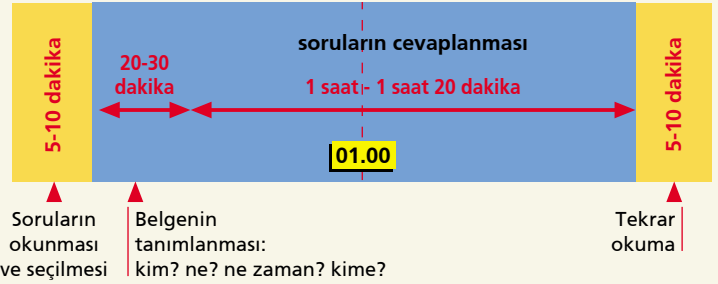 5-10 dakika
20-30
dakika
soruların cevaplanması
1 saat - 1 saat 20 dakika
01.00
5-10 dakika
Soruların
okunması
ve seçilmesi
Belgenin
tanımlanması:
kim? ne? ne zaman? kime?
Tekrar
okuma